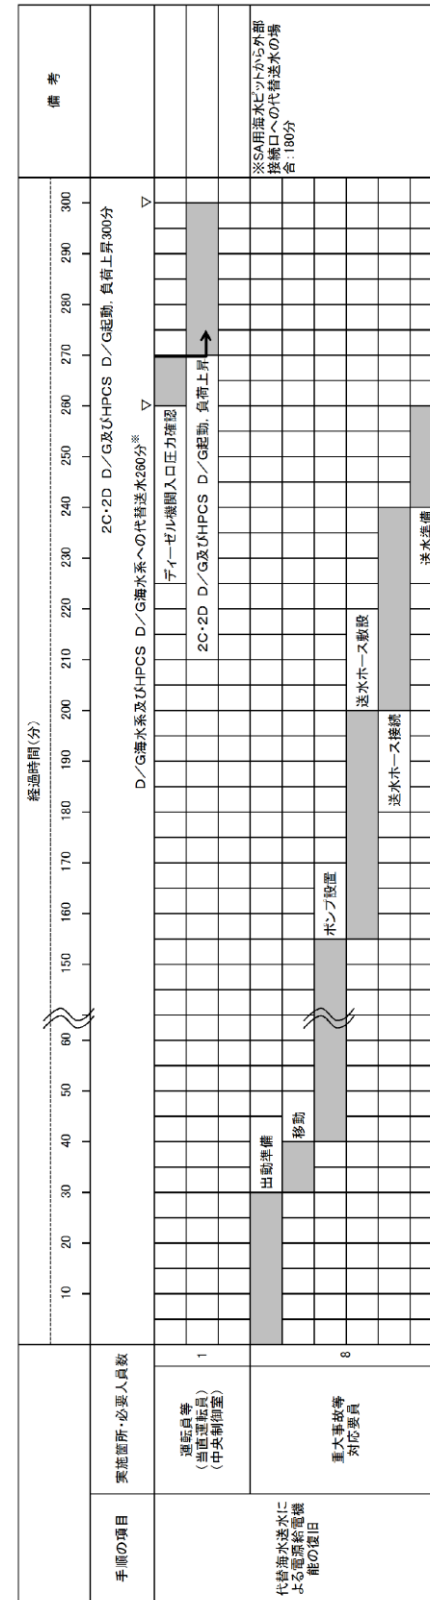 手順の項目
実施箇所・必要人員数
経過時間(分)
備考
10
20
30
40
50
60
150
160
170
180
190
200
210
220
230
240
250
260
270
280
290
300
2C・2D D/G及びHPCS D/G起動,負荷上昇300分
D/G海水系及びHPCS D/G海水系への代替送水260分※
代替海水送水に
よる電源給電機
能の復旧
運転員等
(当直運転員)
(中央制御室)
1
ディーゼル機関入口圧力確認
2C・2D D/G及びHPCS D/G起動,負荷上昇
重大事故等
対応要員
8
出動準備
移動
ポンプ設置
送水ホース敷設
送水ホース接続
送水準備
※SA用海水ピットから外部
接続口への代替送水の場
合:180分